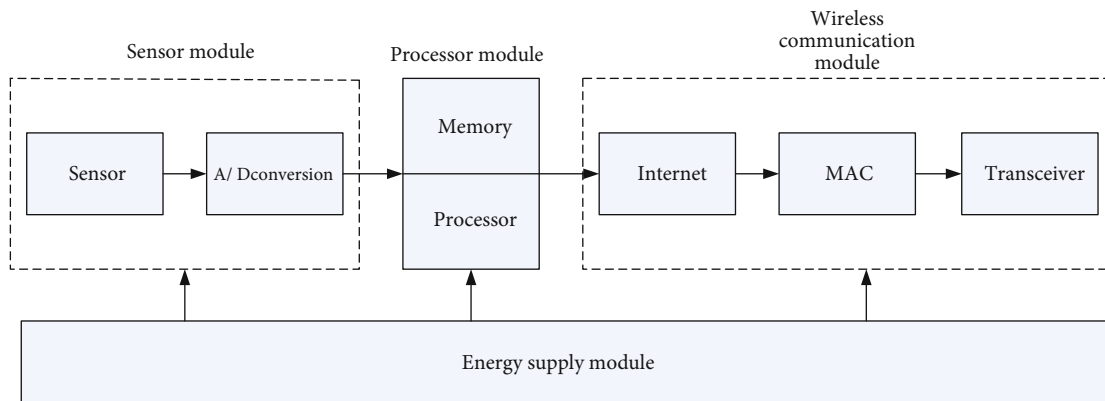 Sensor module
Processor module
Wireless
communication
module
Sensor
A/ Dconversion
Memory
Processor
Internet
MAC
Transceiver
Energy supply module